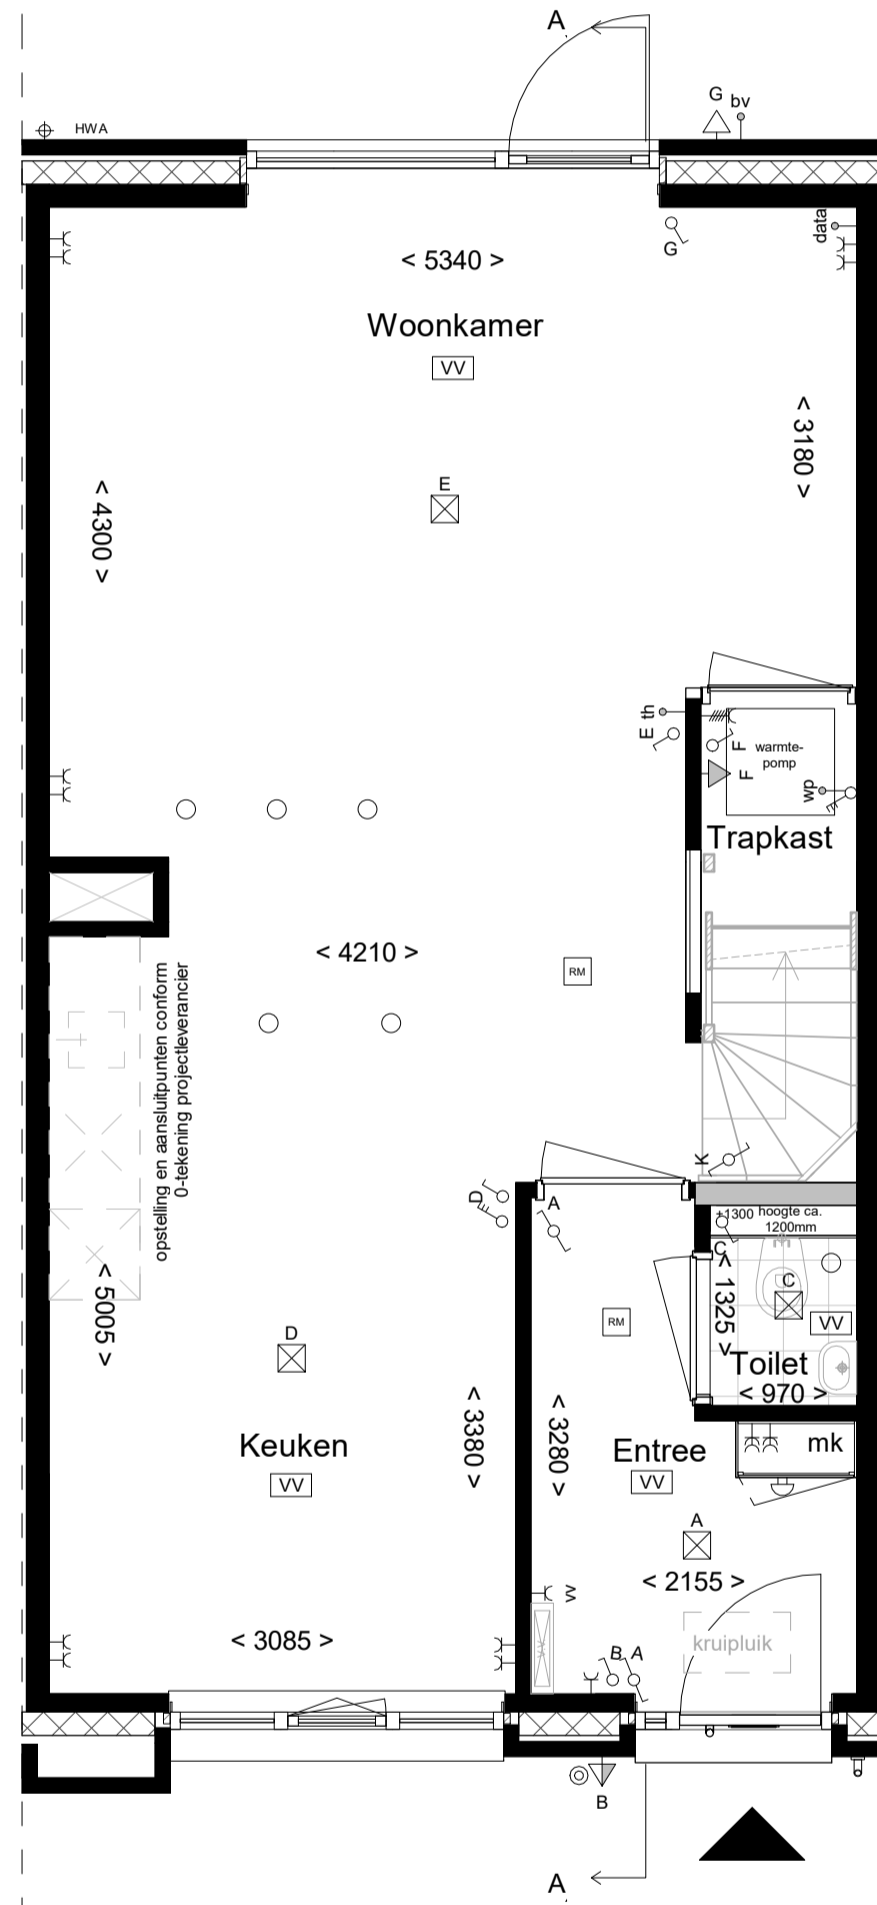 A
G bv
HWA
data
G
< 5340 >
Woonkamer
VV
< 3180 >
< 4300 >
E
E th
F
F
warmte-
pomp
wp
Trapkast
< 4210 >
RM
opstelling en aansluitpunten conform
0-tekening projectleverancier
K
D
A
+1300 hoogte ca.
1200mm
C
C
< 1325 >
VV
RM
Toilet
< 970 >
< 5005 >
D
< 3380 >
< 3280 >
Keuken
VV
Entree
VV
mk
A
< 2155 >
W
VV
< 3085 >
kruipluik
B A
B
A